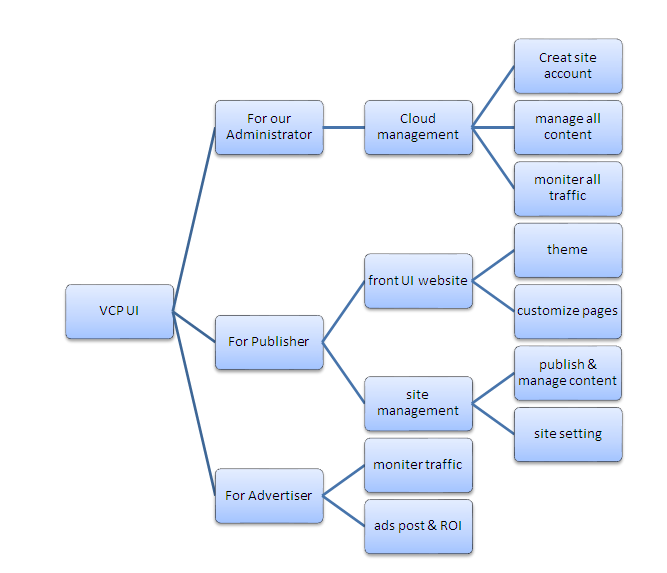 VCP UI
For our
Administrator
Cloud
management
Creat site
account
manage all
content
moniter all
traffic
For Publisher
front UI website
theme
customize pages
site
management
publish &
manage content
site setting
For Advertiser
moniter traffic
ads post & ROI